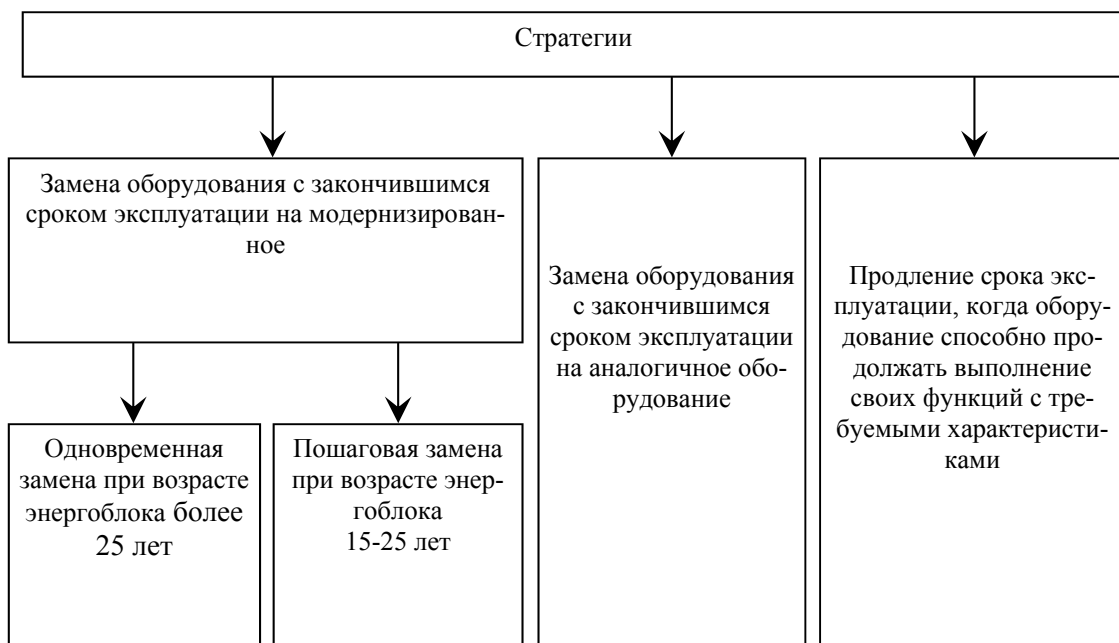 Стратегии
Замена оборудования с закончившимся
сроком эксплуатации на модернизирован-
ное
Одновременная
замена при возрасте
энергоблока более
25 лет
Пошаговая замена
при возрасте энер-
гоблока
15-25 лет
Замена оборудования
с закончившимся
сроком эксплуатации
на аналогичное обо-
рудование
Продление срока экс-
плуатации, когда обору-
дование способно про-
должать выполнение
своих функций с тре-
буемыми характеристи-
ками